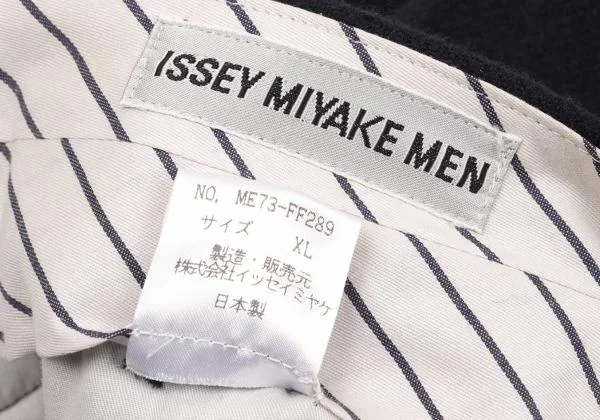 ISSEY MIYAKE MEN
NO. ME73-FF289
サイズ XL
製造・販売元
株式会社イッセイミヤケ
日本製